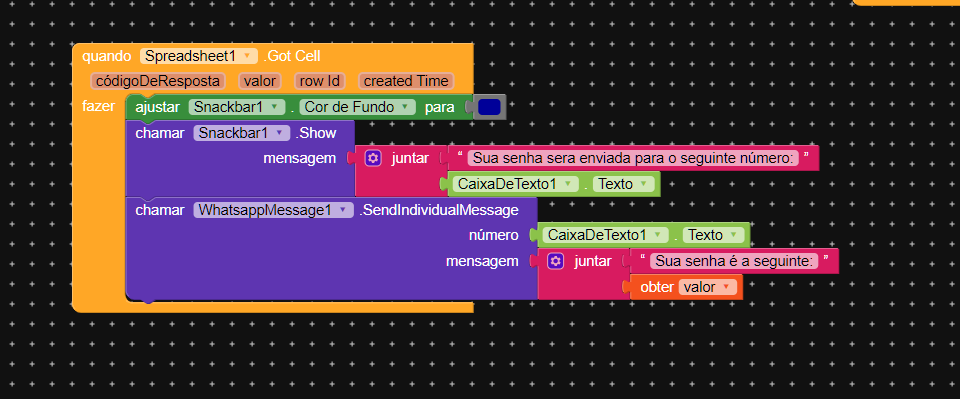 quando Spreadsheet1 .Got Cell
códigoDeResposta valor row Id created Time
fazer ajustar Snackbar1 . Cor de Fundo para
chamar Snackbar1 .Show
mensagem juntar “ Sua senha sera enviada para o seguinte número: ”
CaixaDeTexto1 . Texto
chamar WhatsappMessage1 .SendIndividualMessage
número CaixaDeTexto1 . Texto
mensagem juntar “ Sua senha é a seguinte: ”
obter valor